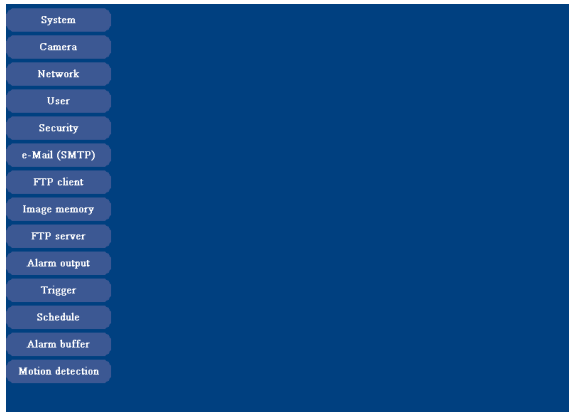 System
Camera
Network
User
Security
e-Mail (SMTP)
FTP client
Image memory
FTP server
Alarm output
Trigger
Schedule
Alarm buffer
Motion detection